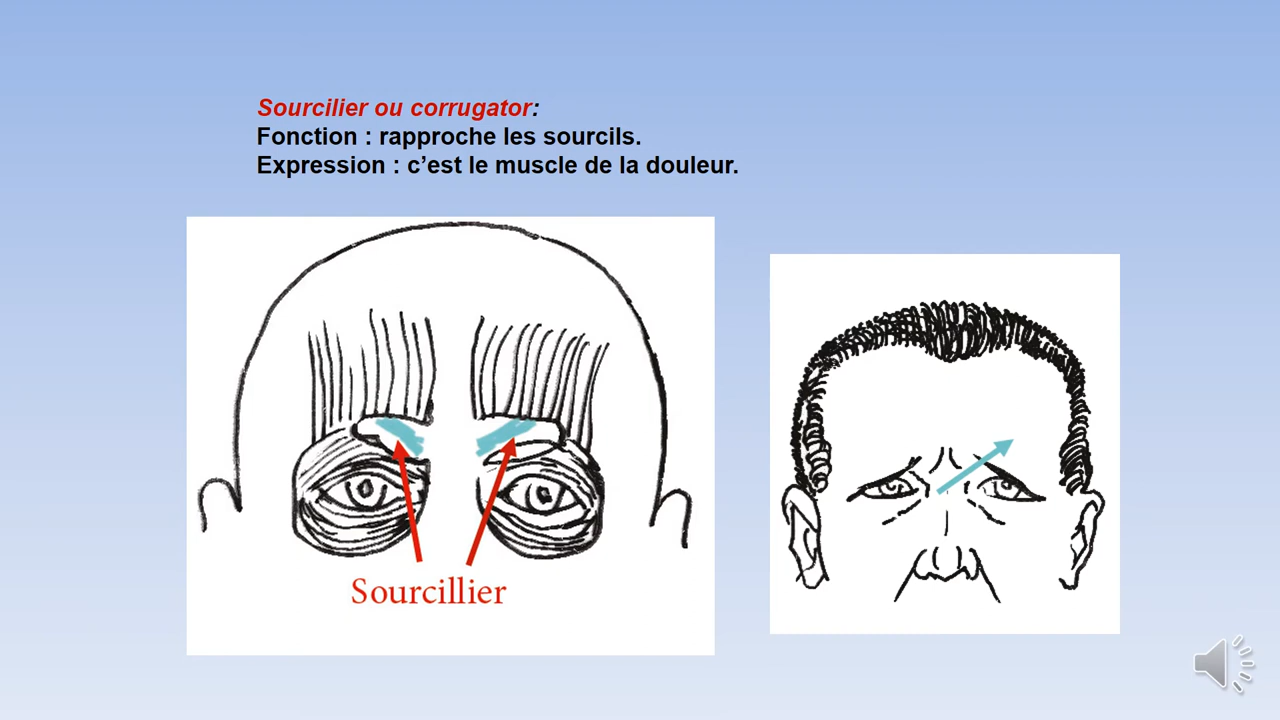 Sourcilier ou corrugator:
Fonction : rapproche les sourcils.
Expression : c’est le muscle de la douleur.
Sourcillier